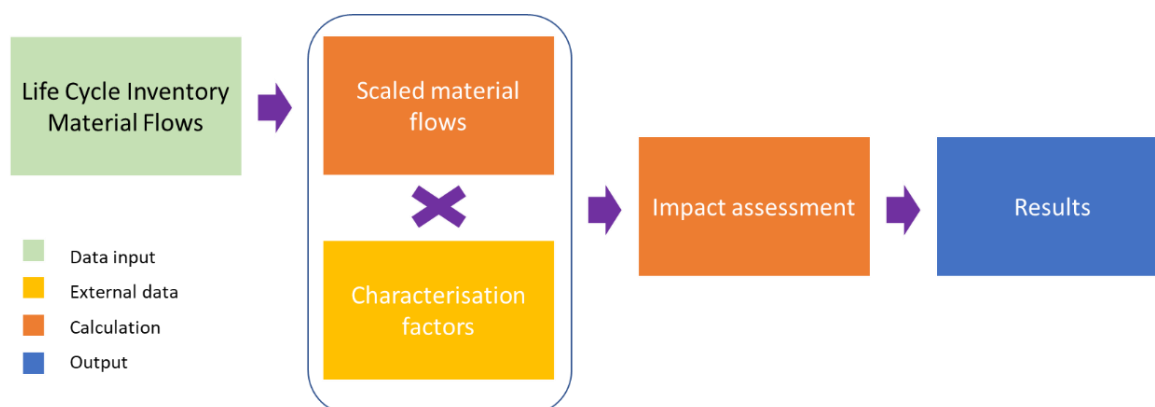 Life Cycle Inventory
Material Flows
Scaled material
flows
Characterisation
factors
Impact assessment
Results
Data input
External data
Calculation
Output